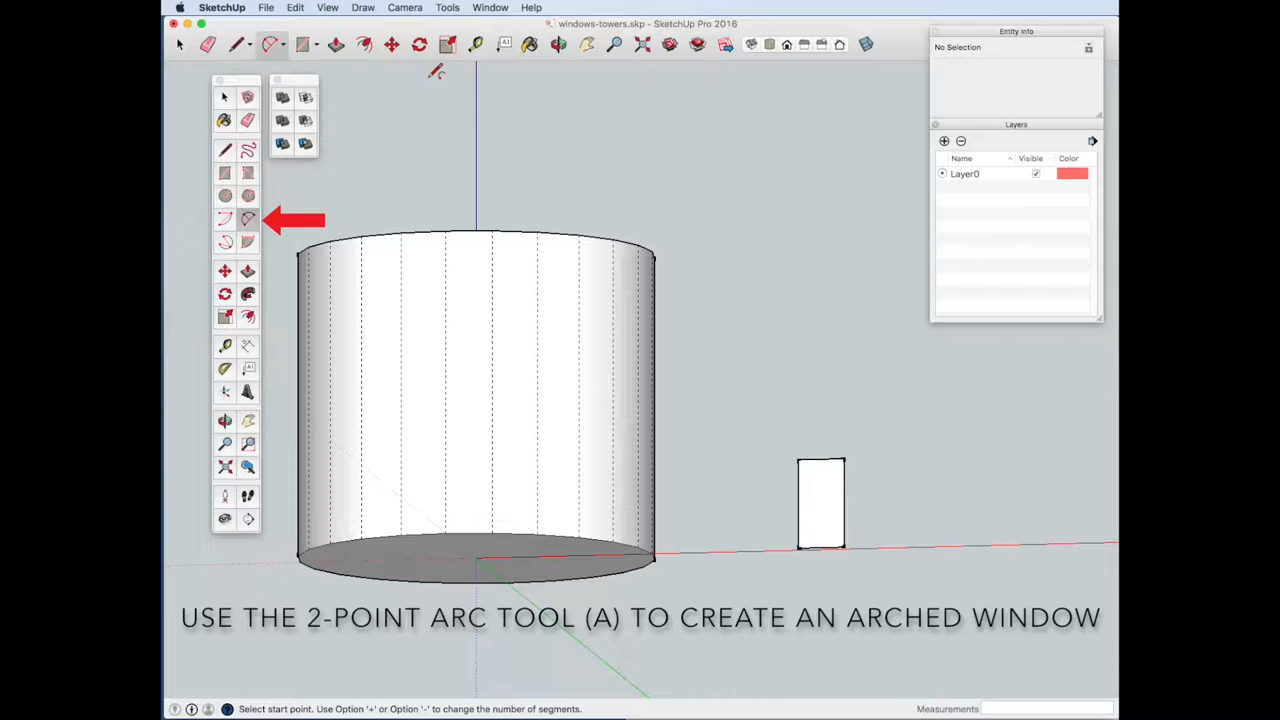 SketchUp File Edit View Draw Camera Tools Window Help
windows-towers.skp - SketchUp Pro 2016
Entity Info
No Selection
Layers
Name Visible Color
Layer0
USE THE 2-POINT ARC TOOL (A) TO CREATE AN ARCHED WINDOW
Select start point. Use Option '+' or Option '-' to change the number of segments. Measurements